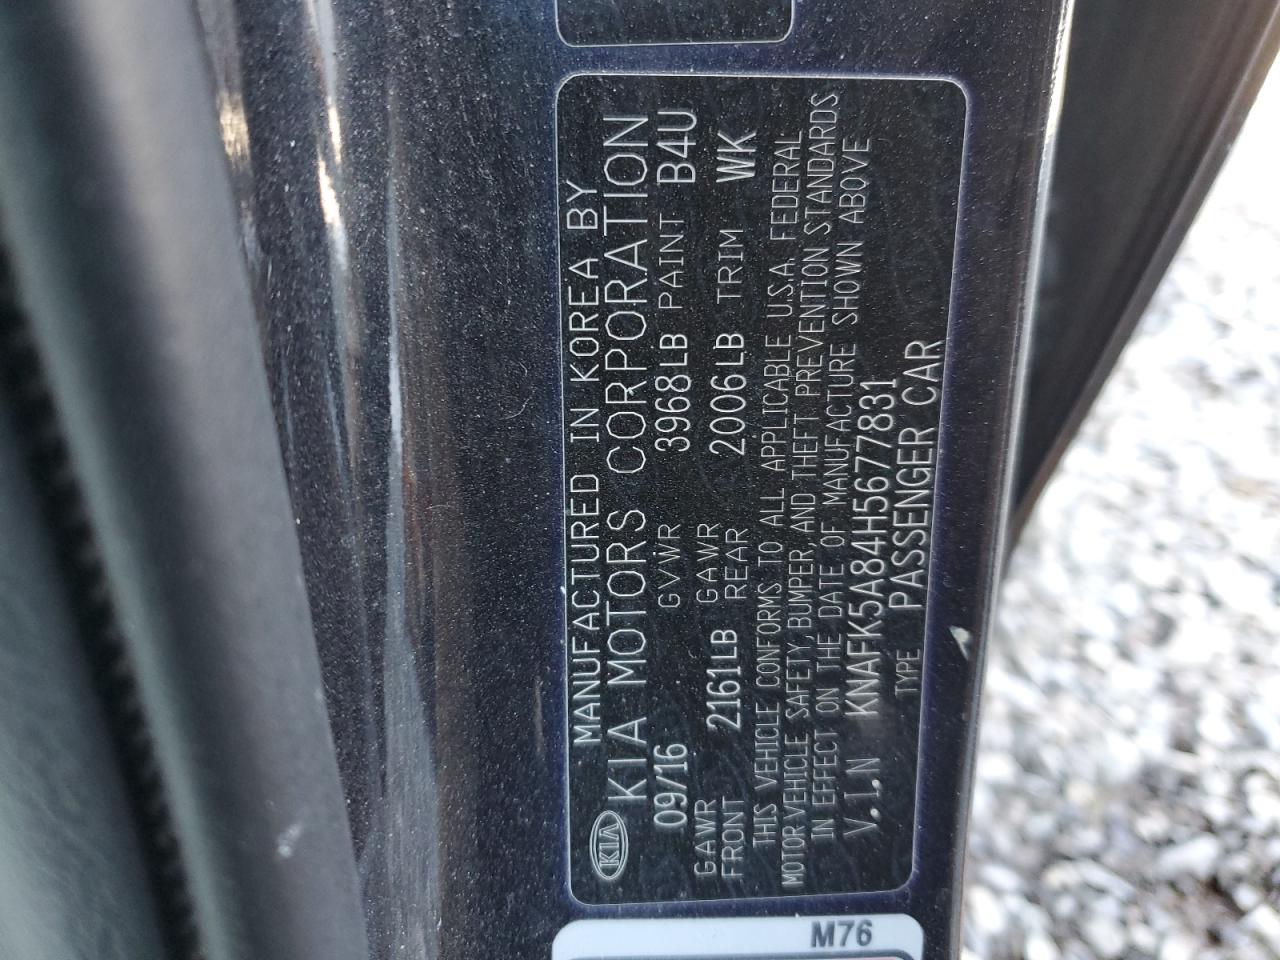 MANUFACTURED IN KOREA BY
KIA KIA MOTORS CORPORATION
09/16 GVWR 3968LB PAINT B4U
GAWR FRONT 2161LB GAWR REAR 2006LB TRIM WK
THIS VEHICLE CONFORMS TO ALL APPLICABLE U.S.A. FEDERAL
MOTOR VEHICLE SAFETY, BUMPER, AND THEFT PREVENTION STANDARDS
IN EFFECT ON THE DATE OF MANUFACTURE SHOWN ABOVE
V.I.N KNAFK5A84H5677831
TYPE PASSENGER CAR
M76